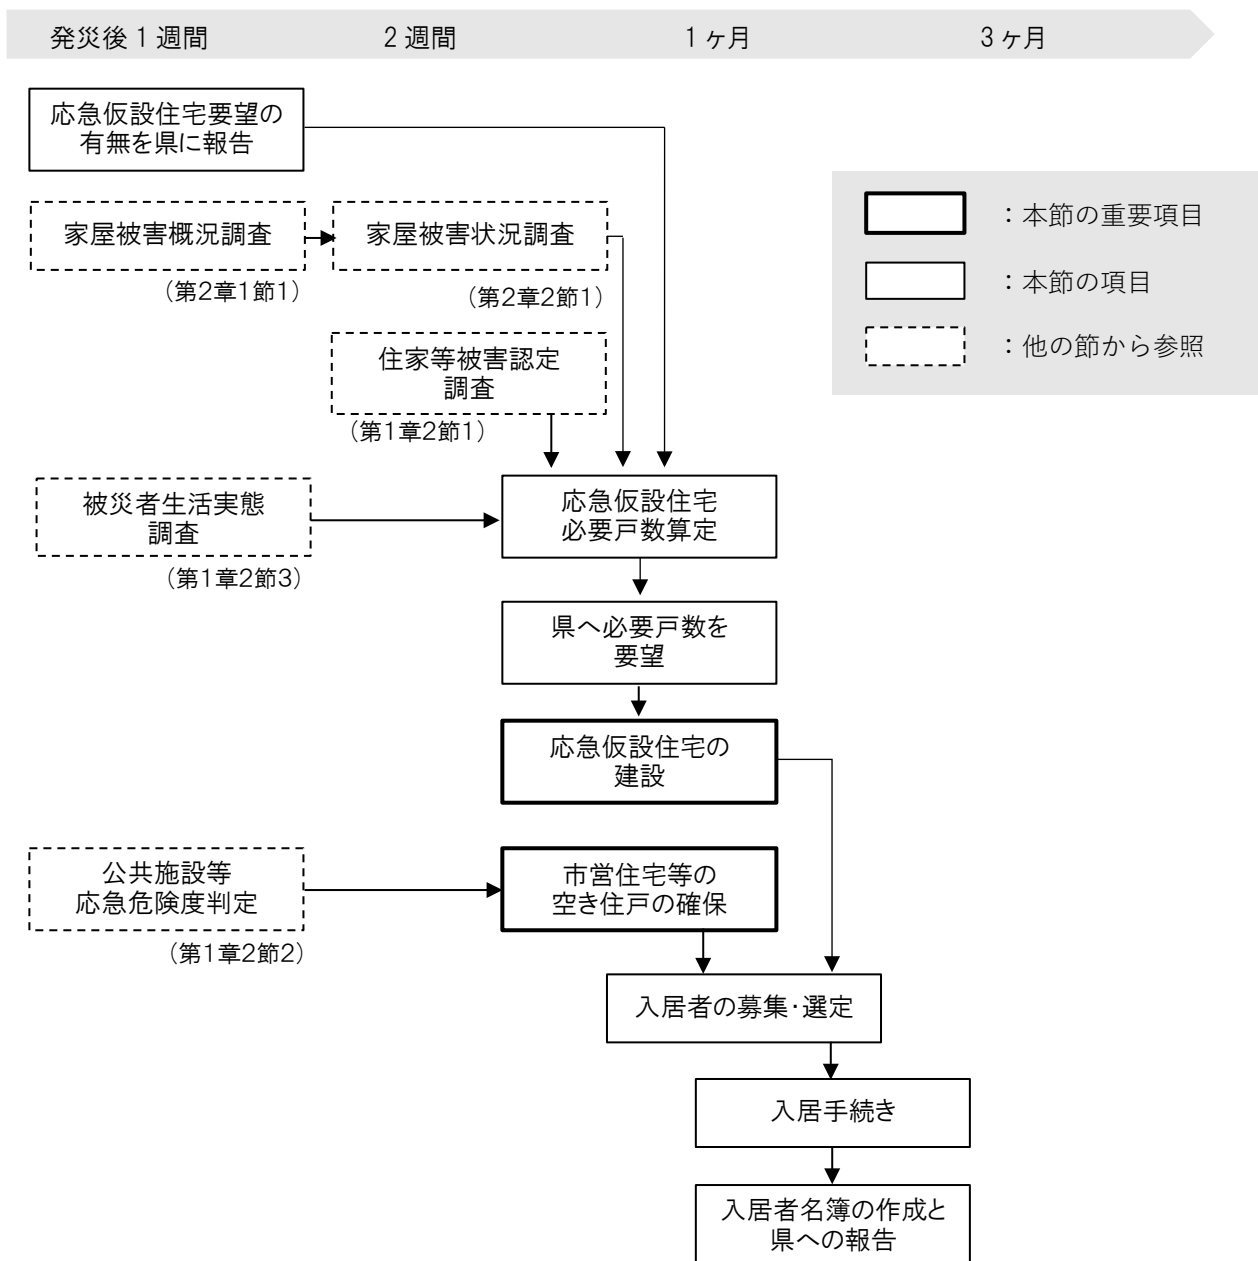 発災後1週間
2週間
1ヶ月
3ヶ月
応急仮設住宅要望の
有無を県に報告
：本節の重要項目
：本節の項目
：他の節から参照
家屋被害概況調査
（第2章1節1）
家屋被害状況調査
（第2章2節1）
住家等被害認定
調査
（第1章2節1）
被災者生活実態
調査
（第1章2節3）
応急仮設住宅
必要戸数算定
県へ必要戸数を
要望
応急仮設住宅の
建設
公共施設等
応急危険度判定
（第1章2節2）
市営住宅等の
空き住戸の確保
入居者の募集・選定
入居手続き
入居者名簿の作成と
県への報告